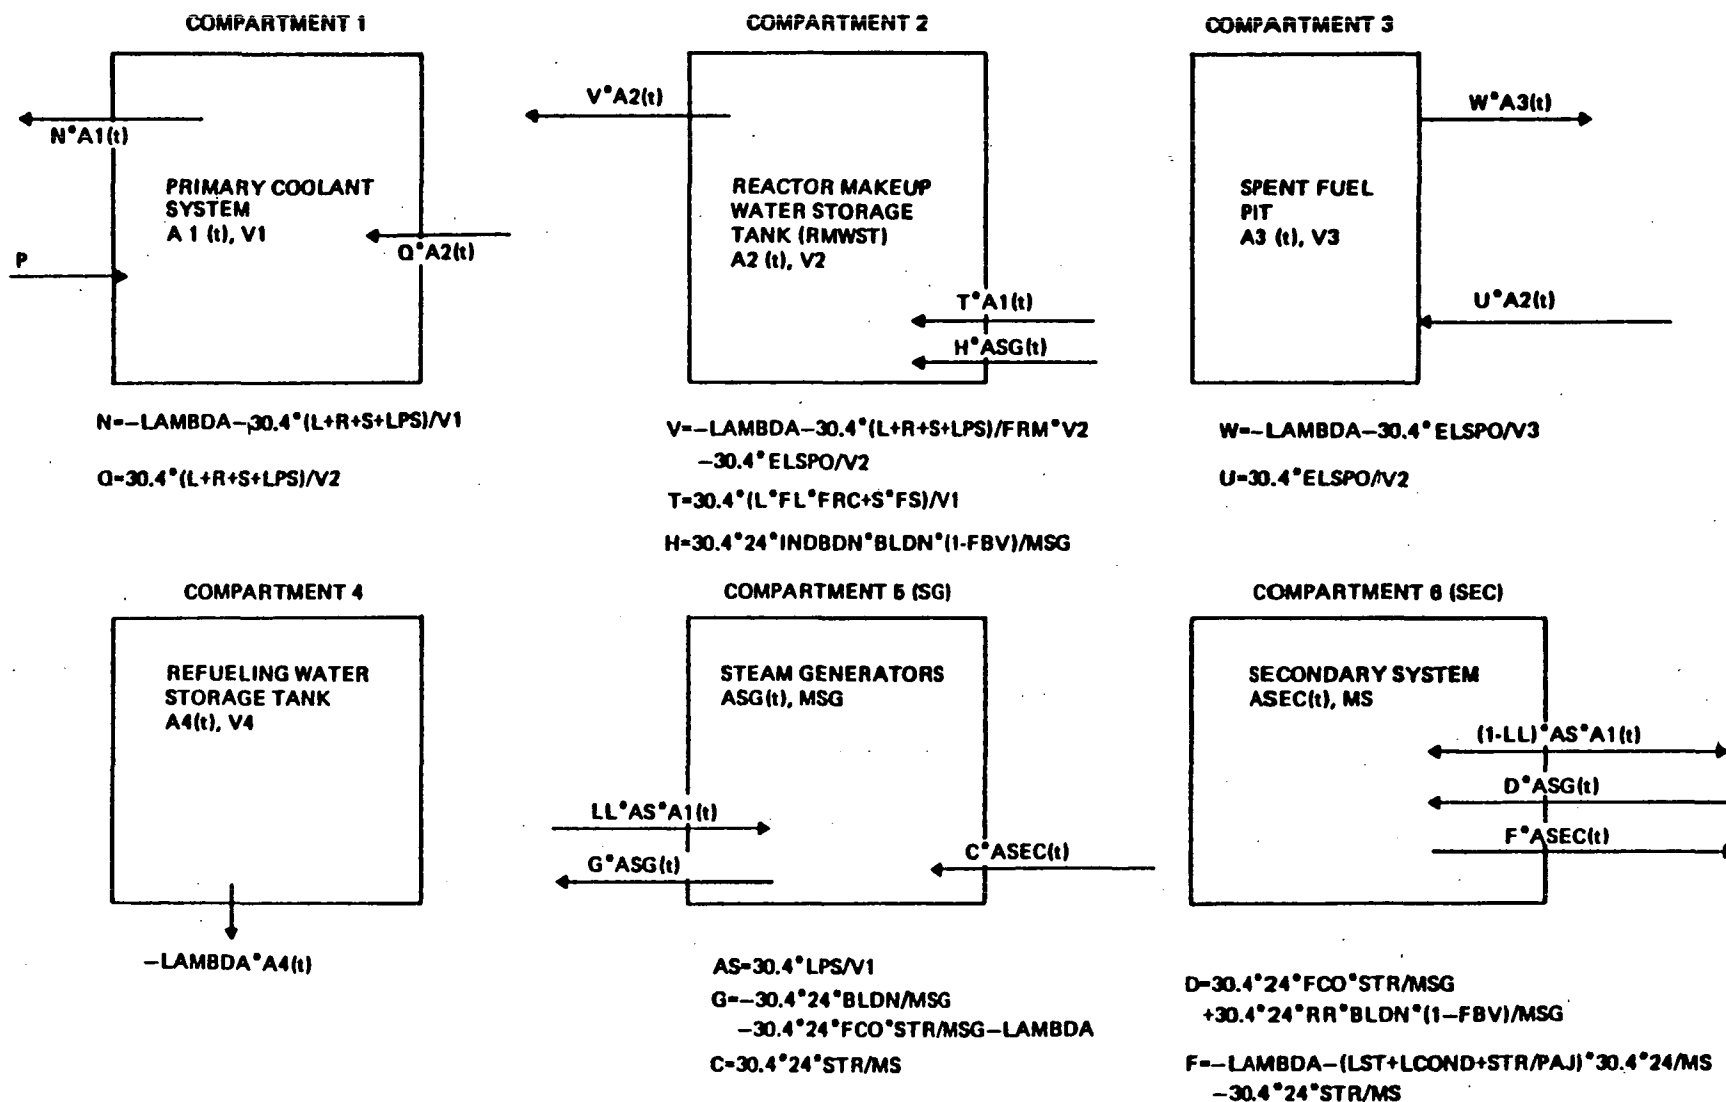 COMPARTMENT 1
N*A1(t)
PRIMARY COOLANT
SYSTEM
A 1 (t), V1
Q*A2(t)
P
N=-LAMBDA-30.4*(L+R+S+LPS)/V1
Q=30.4*(L+R+S+LPS)/V2
COMPARTMENT 2
V*A2(t)
REACTOR MAKEUP
WATER STORAGE
TANK (RMWST)
A2 (t), V2
T*A1(t)
H*ASG(t)
V=-LAMBDA-30.4*(L+R+S+LPS)/FRM*V2
-30.4*ELSPO/V2
T=30.4*(L*FL*FRC+S*FS)/V1
H=30.4*24*INDBDN*BLDN*(1-FBV)/MSG
COMPARTMENT 3
W*A3(t)
SPENT FUEL
PIT
A3 (t), V3
U*A2(t)
W=-LAMBDA-30.4*ELSPO/V3
U=30.4*ELSPO/V2
COMPARTMENT 4
REFUELING WATER
STORAGE TANK
A4(t), V4
-LAMBDA*A4(t)
COMPARTMENT 5 (SG)
STEAM GENERATORS
ASG(t), MSG
LL*AS*A1(t)
G*ASG(t)
C*ASEC(t)
AS=30.4*LPS/V1
G=-30.4*24*BLDN/MSG
-30.4*24*FCO*STR/MSG-LAMBDA
C=30.4*24*STR/MS
COMPARTMENT 6 (SEC)
SECONDARY SYSTEM
ASEC(t), MS
(1-LL)*AS*A1(t)
D*ASG(t)
F*ASEC(t)
D=30.4*24*FCO*STR/MSG
+30.4*24*RR*BLDN*(1-FBV)/MSG
F=-LAMBDA-(LST+LCOND+STR/PAJ)*30.4*24/MS
-30.4*24*STR/MS